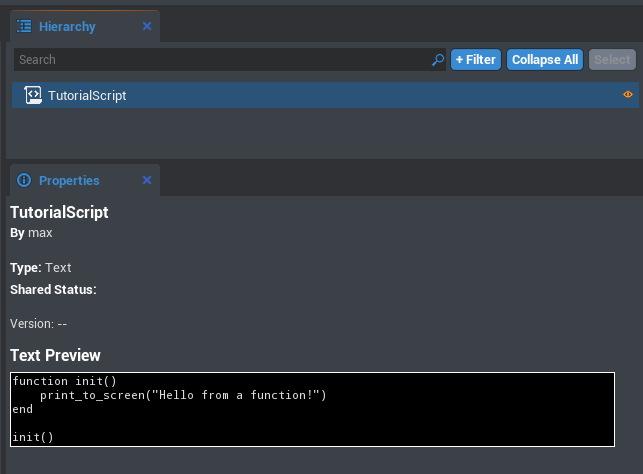 Hierarchy
Search
+ Filter
Collapse All
Select
TutorialScript
Properties
TutorialScript
By max
Type: Text
Shared Status:
Version: --
Text Preview
function init()
    print_to_screen("Hello from a function!")
end

init()